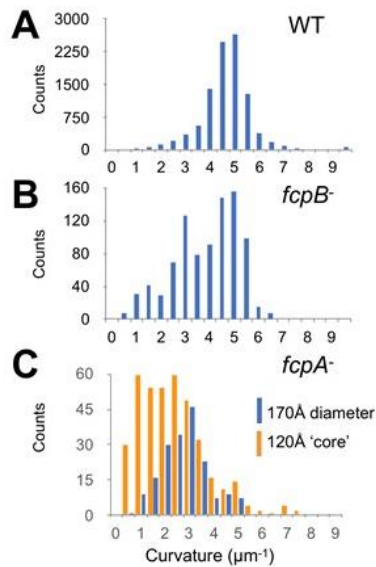 A
WT
3000
2250
1500
750
0
Counts
0 1 2 3 4 5 6 7 8 9
B
fcpB-
160
120
80
40
0
Counts
0 1 2 3 4 5 6 7 8 9
C
fcpA-
60
45
30
15
0
Counts
170Å diameter
120Å ‘core’
0 1 2 3 4 5 6 7 8 9
Curvature (µm-1)